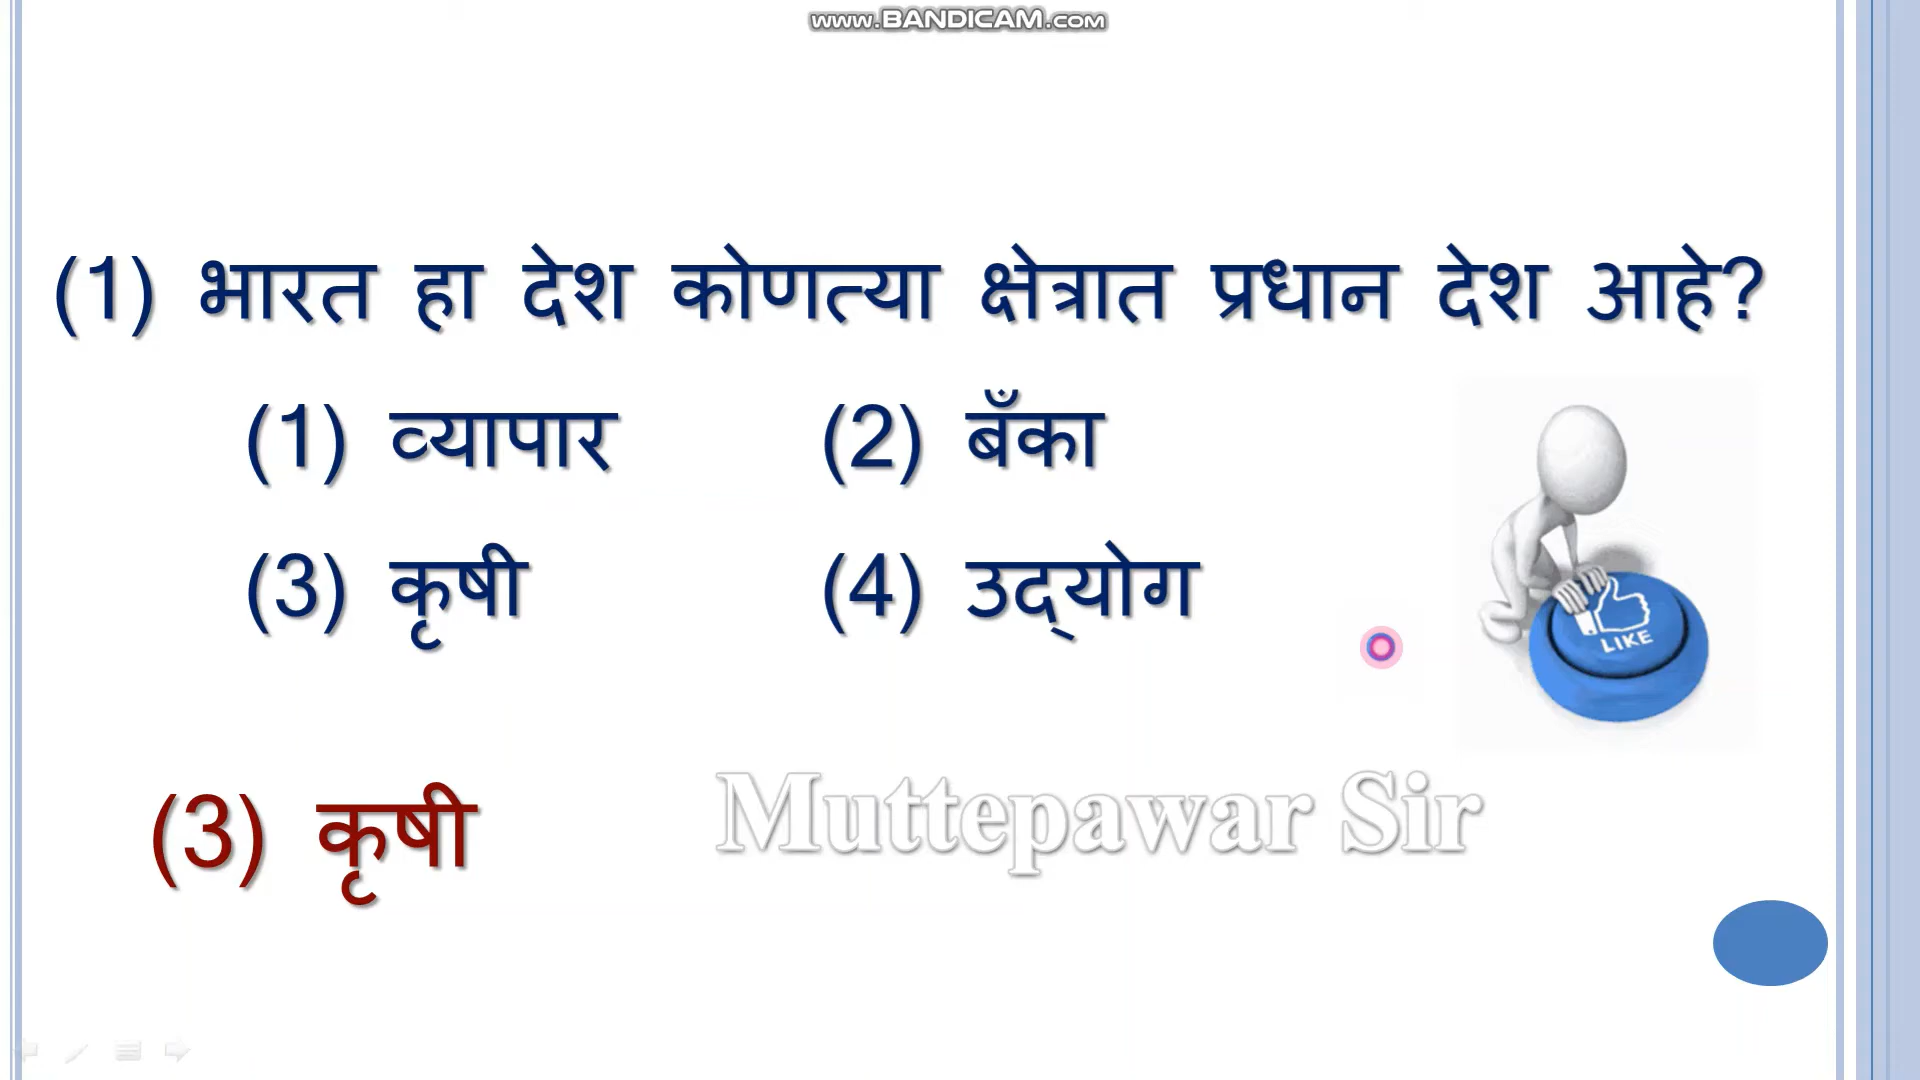 www.BANDICAM.com
(1) भारत हा देश कोणत्या क्षेत्रात प्रधान देश आहे?
(1) व्यापार (2) बँका
(3) कृषी (4) उद्‌योग
LIKE
(3) कृषी
Muttepawar Sir